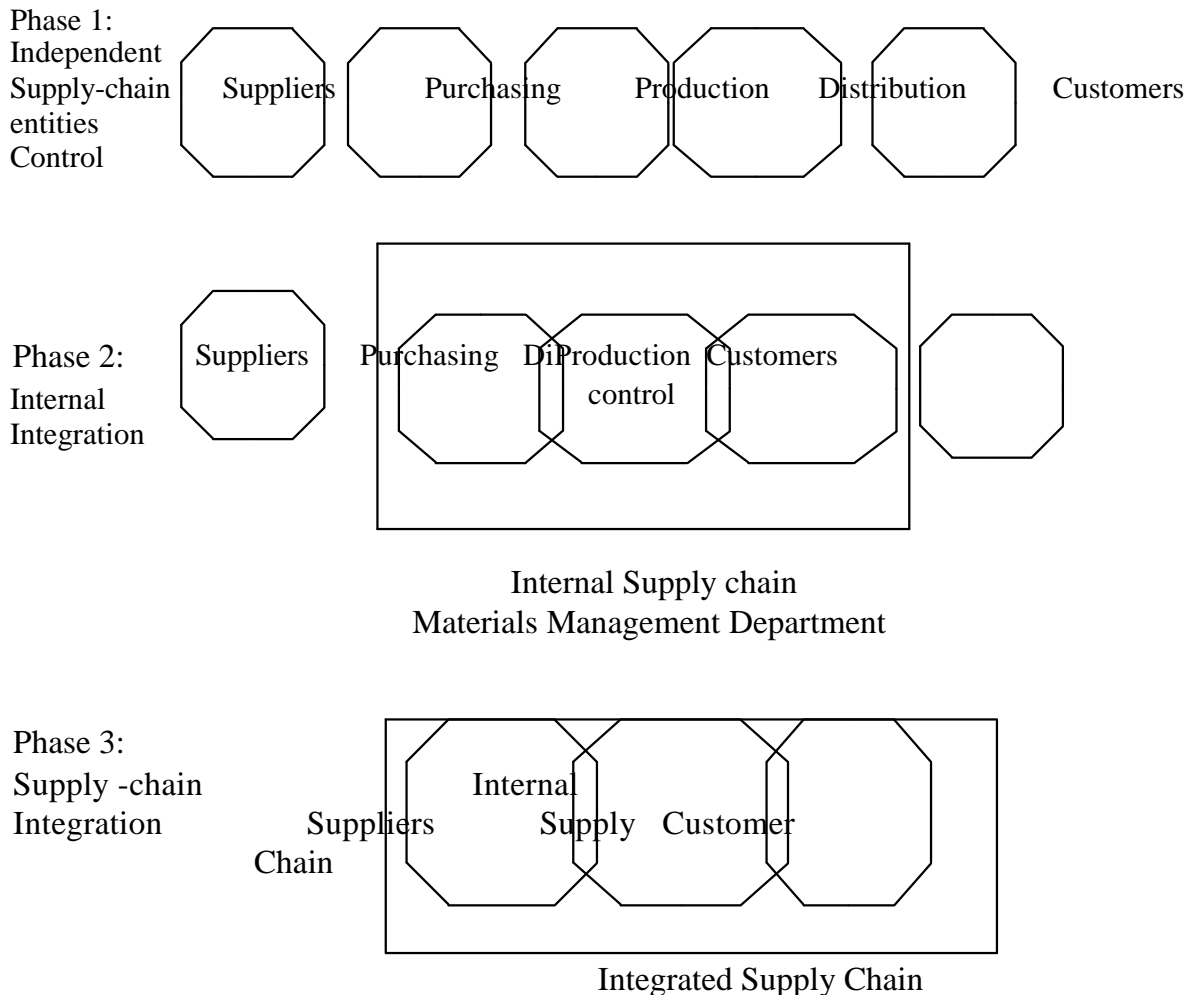 Phase 1:
Independent
Supply-chain Suppliers Purchasing Production Distribution Customers
entities
Control
Phase 2: Suppliers Purchasing DiProduction Customers
control
Internal
Integration
Internal Supply chain
Materials Management Department
Phase 3:
Supply -chain Internal
Integration Suppliers Supply Customer
Chain
Integrated Supply Chain